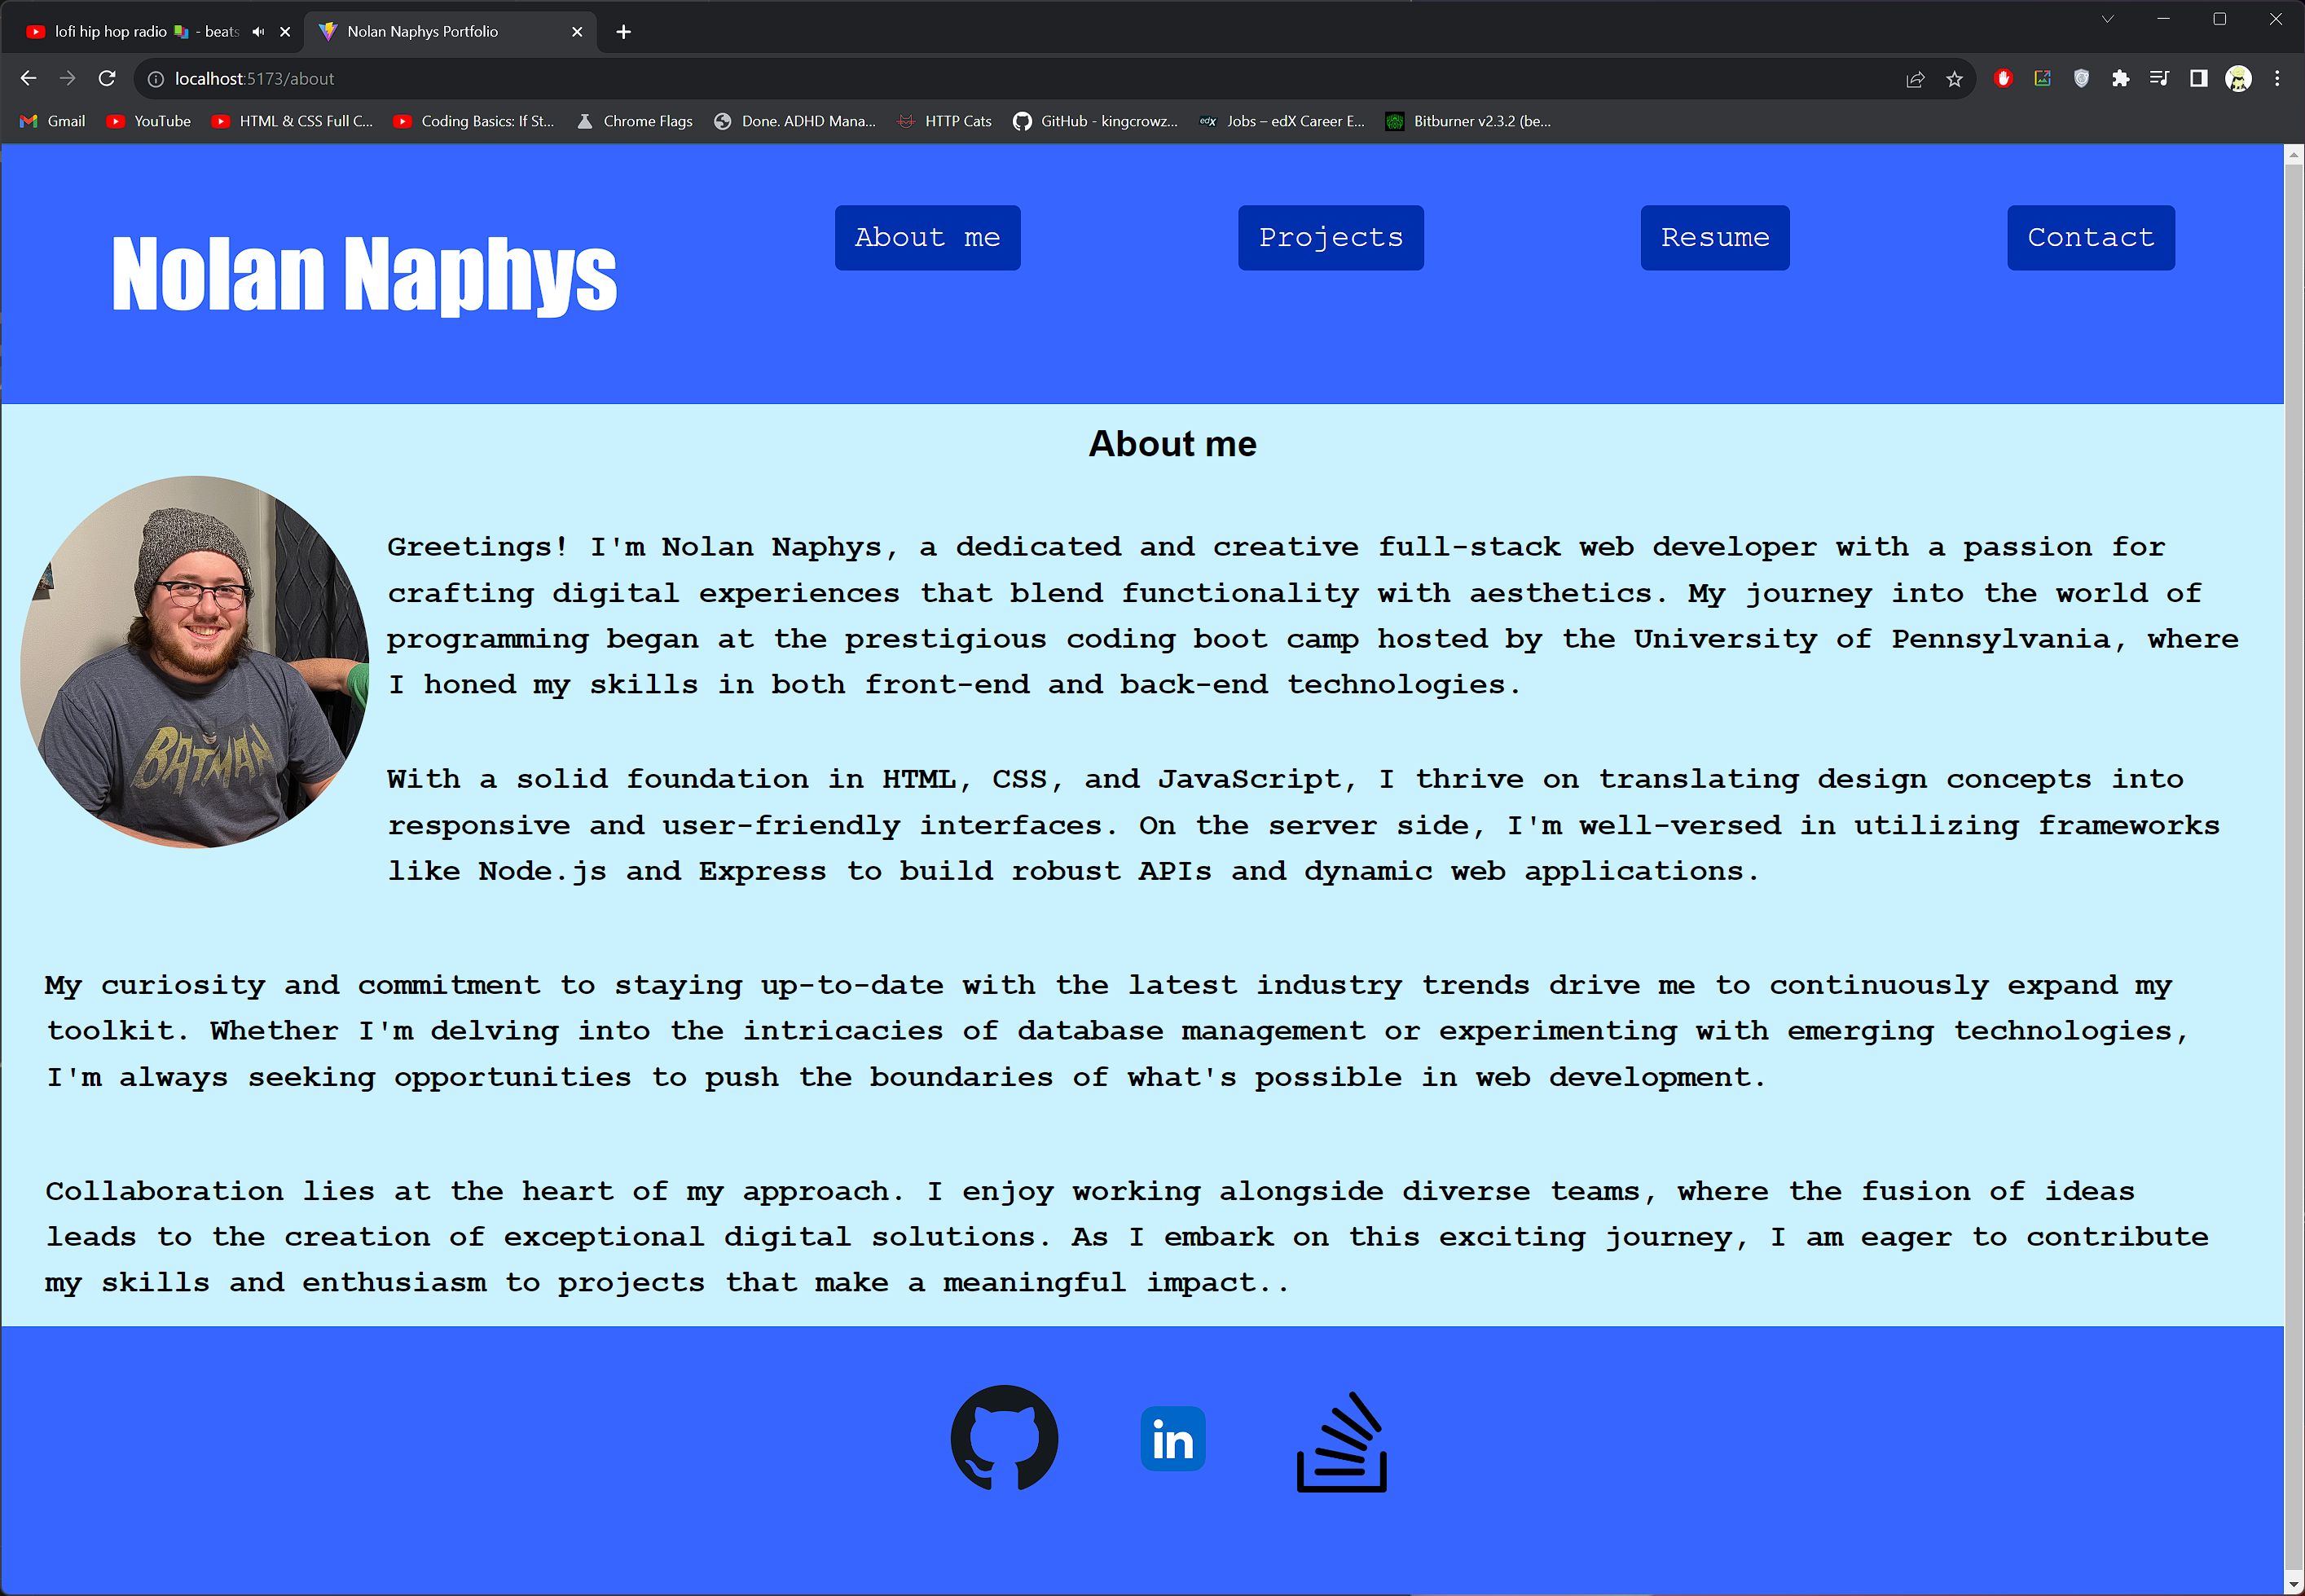 lofi hip hop radio - beats
Nolan Naphys Portfolio
localhost:5173/about
Gmail
YouTube
HTML & CSS Full C...
Coding Basics: If St...
Chrome Flags
Done. ADHD Mana...
HTTP Cats
GitHub - kingcrowz...
edX
Jobs – edX Career E...
Bitburner v2.3.2 (be...
Nolan Naphys
About me
Projects
Resume
Contact
About me
Greetings! I'm Nolan Naphys, a dedicated and creative full-stack web developer with a passion for
crafting digital experiences that blend functionality with aesthetics. My journey into the world of
programming began at the prestigious coding boot camp hosted by the University of Pennsylvania, where
I honed my skills in both front-end and back-end technologies.
BATMAN
With a solid foundation in HTML, CSS, and JavaScript, I thrive on translating design concepts into
responsive and user-friendly interfaces. On the server side, I'm well-versed in utilizing frameworks
like Node.js and Express to build robust APIs and dynamic web applications.
My curiosity and commitment to staying up-to-date with the latest industry trends drive me to continuously expand my
toolkit. Whether I'm delving into the intricacies of database management or experimenting with emerging technologies,
I'm always seeking opportunities to push the boundaries of what's possible in web development.
Collaboration lies at the heart of my approach. I enjoy working alongside diverse teams, where the fusion of ideas
leads to the creation of exceptional digital solutions. As I embark on this exciting journey, I am eager to contribute
my skills and enthusiasm to projects that make a meaningful impact..
in